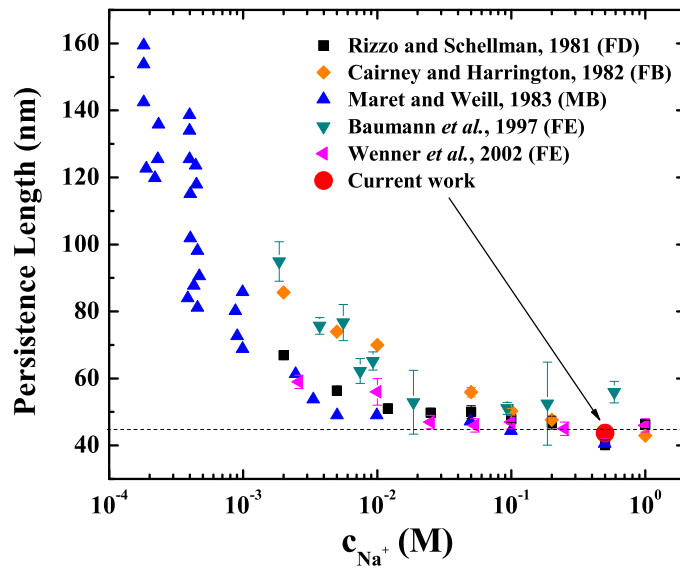 Persistence Length (nm)
160
140
120
100
80
60
40
Rizzo and Schellman, 1981 (FD)
Cairney and Harrington, 1982 (FB)
Maret and Weill, 1983 (MB)
Baumann et al., 1997 (FE)
Wenner et al., 2002 (FE)
Current work
10⁻⁴ 10⁻³ 10⁻² 10⁻¹ 10⁰
c_Na⁺ (M)